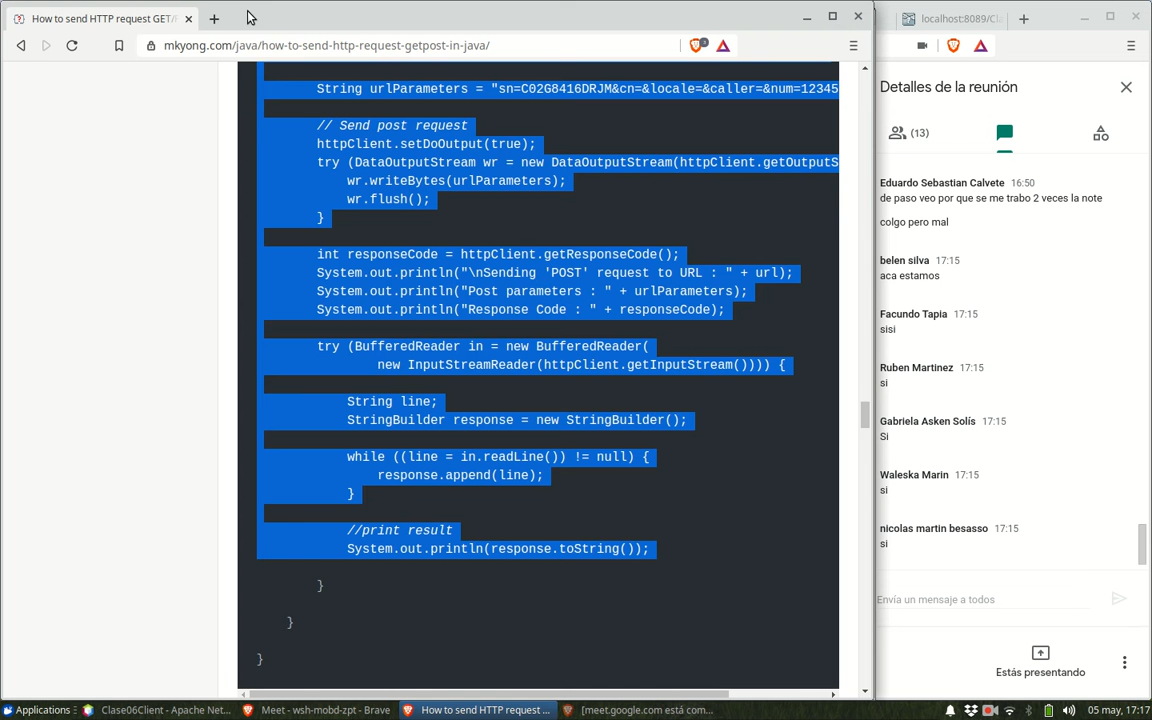 How to send HTTP request GET/P
localhost:8089/Cla
mkyong.com/java/how-to-send-http-request-getpost-in-java/
3
String urlParameters = "sn=C02G8416DRJM&cn=&locale=&caller=&num=12345
// Send post request
httpClient.setDoOutput(true);
try (DataOutputStream wr = new DataOutputStream(httpClient.getOutputS
wr.writeBytes(urlParameters);
wr.flush();
}
int responseCode = httpClient.getResponseCode();
System.out.println("\nSending 'POST' request to URL : " + url);
System.out.println("Post parameters : " + urlParameters);
System.out.println("Response Code : " + responseCode);
try (BufferedReader in = new BufferedReader(
new InputStreamReader(httpClient.getInputStream()))) {
String line;
StringBuilder response = new StringBuilder();
while ((line = in.readLine()) != null) {
response.append(line);
}
//print result
System.out.println(response.toString());
}
}
}
Detalles de la reunión
(13)
Eduardo Sebastian Calvete 16:50
de paso veo por que se me trabo 2 veces la note
colgo pero mal
belen silva 17:15
aca estamos
Facundo Tapia 17:15
sisi
Ruben Martinez 17:15
si
Gabriela Asken Solís 17:15
Si
Waleska Marin 17:15
si
nicolas martin besasso 17:15
si
Envía un mensaje a todos
Estás presentando
Applications
Clase06Client - Apache Net...
Meet - wsh-mobd-zpt - Brave
How to send HTTP request ...
[meet.google.com está com...
05 may, 17:17